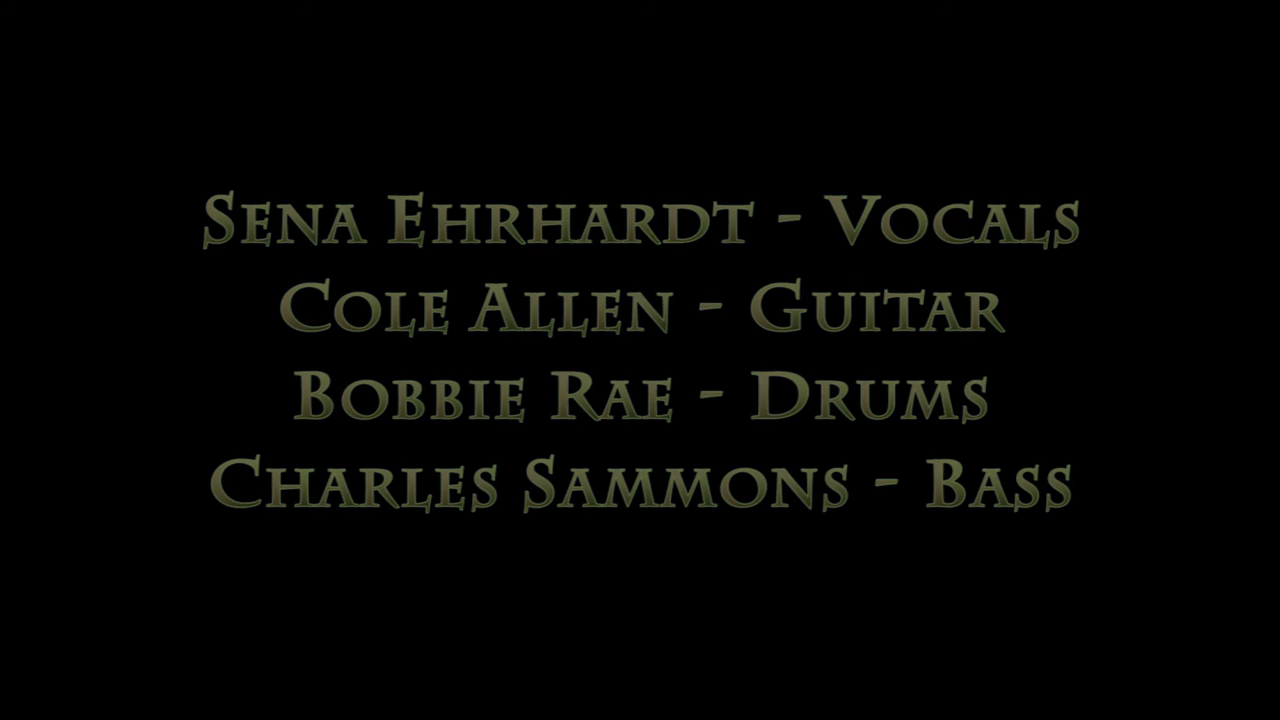 Sena Ehrhardt - Vocals
Cole Allen - Guitar
Bobbie Rae - Drums
Charles Sammons - Bass